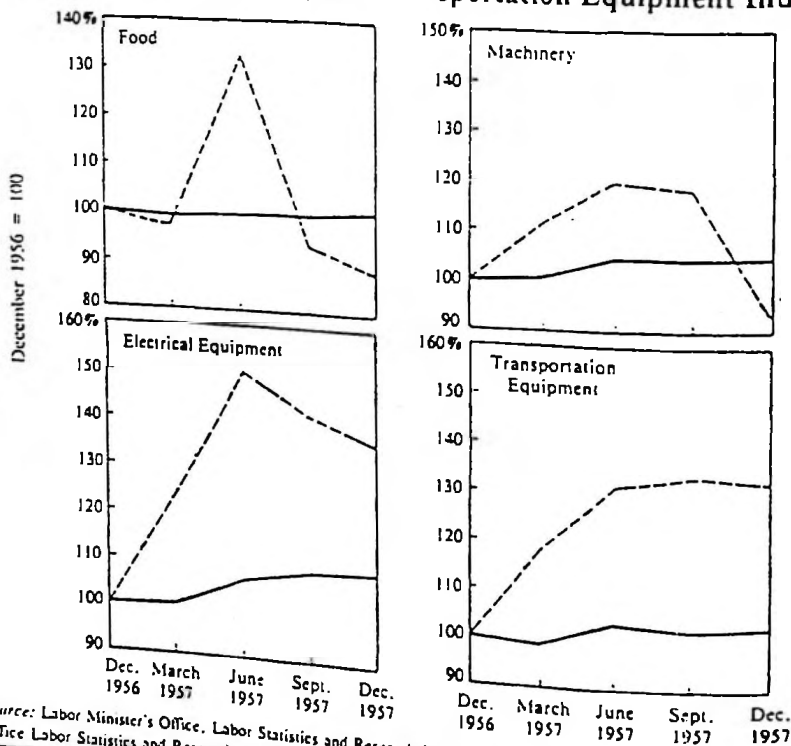 Equipment
December 1956 = 100
140%
Food
130
120
110
100
90
80
150%
Machinery
140
130
120
110
100
90
160%
Electrical Equipment
150
140
130
120
110
100
90
Dec. March June Sept. Dec.
1956 1957 1957 1957 1957
160%
Transportation
Equipment
150
140
130
120
110
100
90
Dec. March June Sept. Dec.
1956 1957 1957 1957 1957
Labor Minister's Office, Labor Statistics and
Labor Statistics and